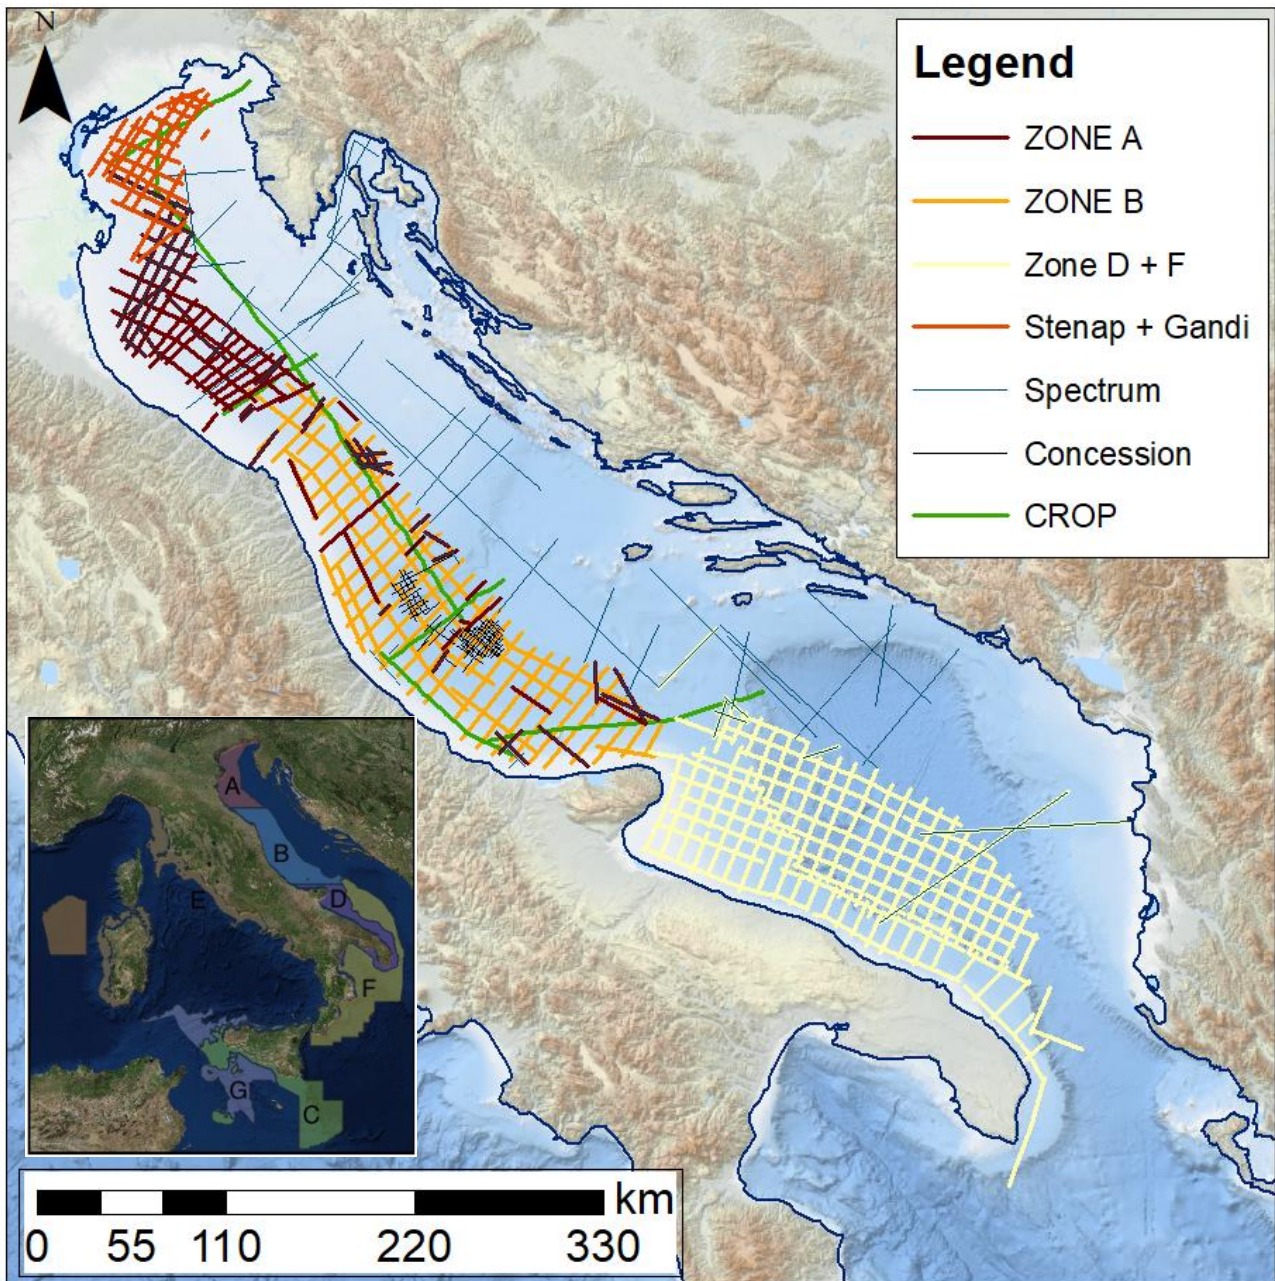 N
Legend
ZONE A
ZONE B
Zone D + F
Stenap + Gandi
Spectrum
Concession
CROP
A
B
D
E
F
G
C
km
0 55 110 220 330